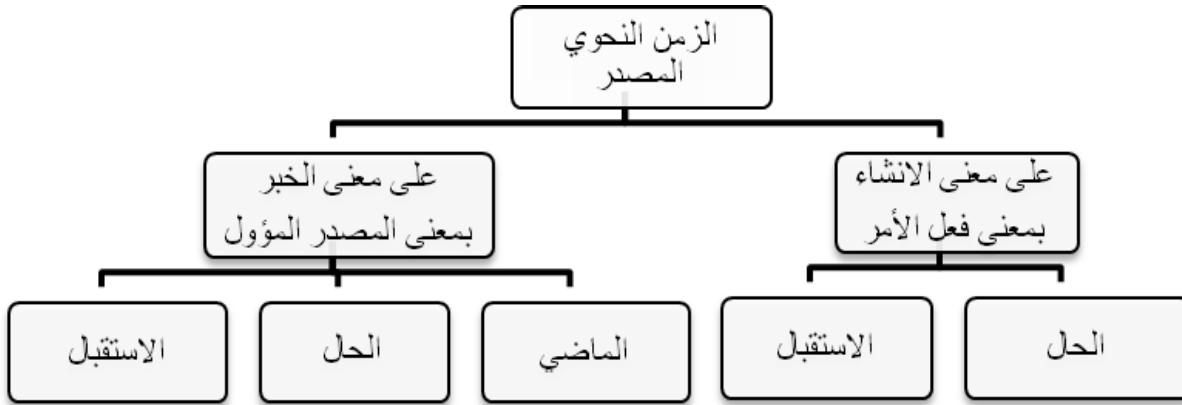 الزمن النحوي
المصدر
على معنى الانشاء
بمعنى فعل الأمر
على معنى الخبر
بمعنى المصدر المؤول
الحال
الاستقبال
الماضي
الحال
الاستقبال